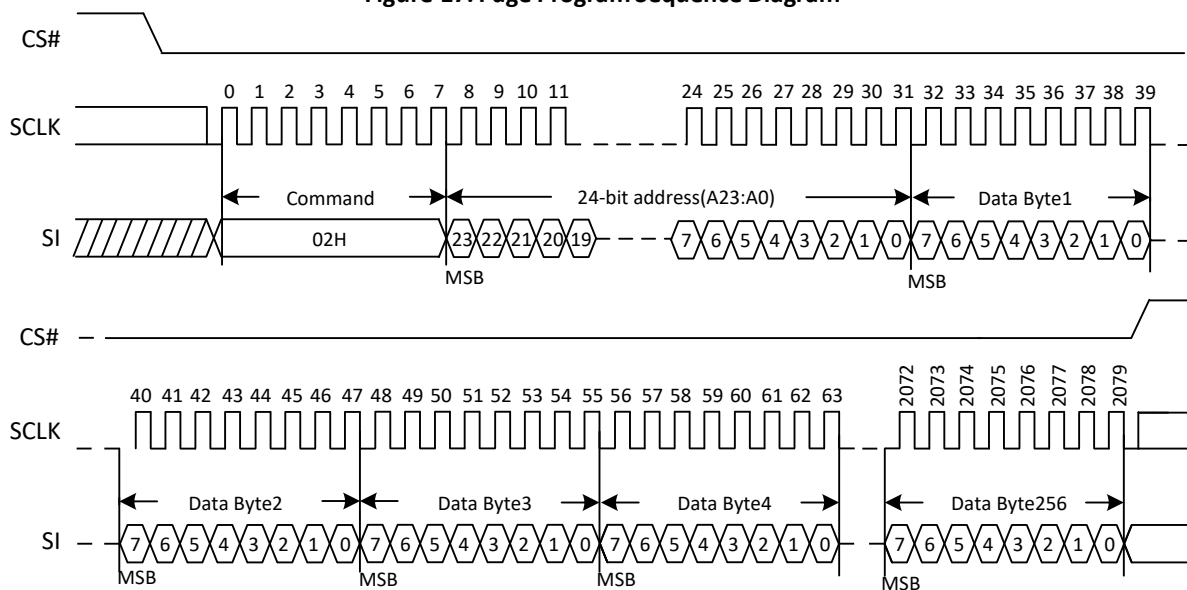 CS#
0 1 2 3 4 5 6 7 8 9 10 11 24 25 26 27 28 29 30 31 32 33 34 35 36 37 38 39
SCLK
Command 24-bit address(A23:A0) Data Byte1
SI 02H 23 22 21 20 19 7 6 5 4 3 2 1 0 7 6 5 4 3 2 1 0
MSB MSB
CS#
40 41 42 43 44 45 46 47 48 49 50 51 52 53 54 55 56 57 58 59 60 61 62 63 2072 2073 2074 2075 2076 2077 2078 2079
SCLK
Data Byte2 Data Byte3 Data Byte4 Data Byte256
SI 7 6 5 4 3 2 1 0 7 6 5 4 3 2 1 0 7 6 5 4 3 2 1 0 7 6 5 4 3 2 1 0
MSB MSB MSB MSB